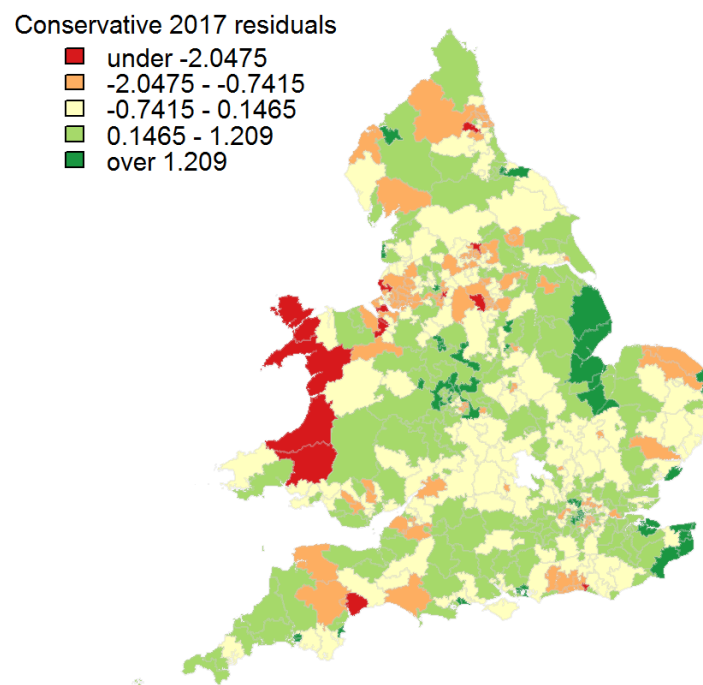 Conservative 2017 residuals
under -2.0475
-2.0475 - -0.7415
-0.7415 - 0.1465
0.1465 - 1.209
over 1.209